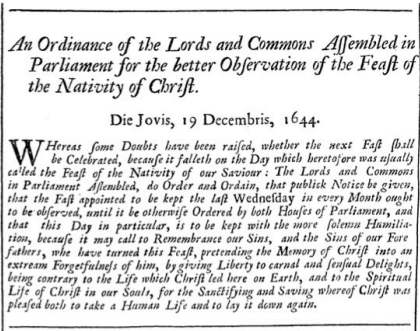 An Ordinance of the Lords and Commons Aſſembled in
Parliament for the better Obſervation of the Feaſt of
the Nativity of Chriſt.
Die Jovis, 19 Decembris, 1644.
WHereas ſome Doubts have been raiſed, whether the next Faſt ſhall
be Celebrated, becauſe it falleth on the Day which heretofore was uſually
called the Feaſt of the Nativity of our Saviour: The Lords and Commons
in Parliament Aſſembled, do Order and Ordain, that publick Notice be given,
that the Faſt appointed to be kept the laſt Wedneſday in every Month ought
to be obſerved, until it be otherwiſe Ordered by both Houſes of Parliament, and
that this Day in particular, is to be kept with the more ſolemn Humilia-
tion, becauſe it may call to Remembrance our Sins, and the Sins of our Fore
fathers, who have turned this Feaſt, pretending the Memory of Chriſt into an
extream Forgetfulneſs of him, by giving Liberty to carnal and ſenſual Delights,
being contrary to the Life which Chriſt led here on Earth, and to the Spiritual
Life of Chriſt in our Souls, for the Sanctifying and Saving whereof Chriſt was
pleaſed both to take a Human Life and to lay it down again.